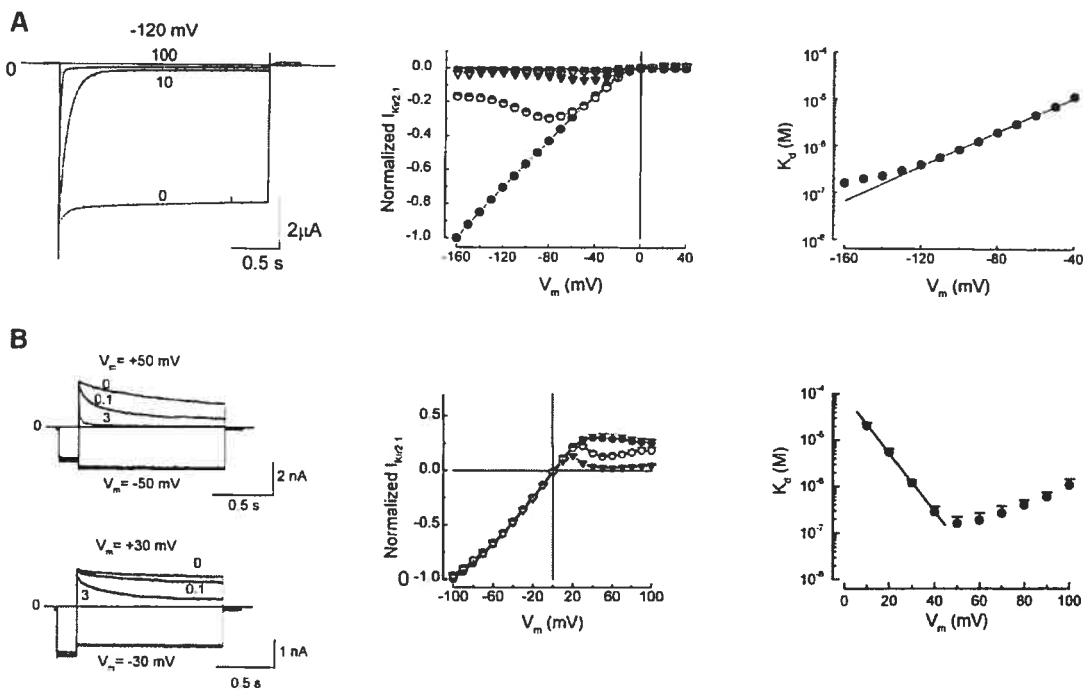 A
-120 mV
0
100
10
0
2μA
0.5 s
Normalized I_Kir2.1
0.0
-0.2
-0.4
-0.6
-0.8
-1.0
-160
-120
-80
-40
0
40
V_m (mV)
K_d (M)
10^-4
10^-5
10^-6
10^-7
10^-8
-160
-120
-80
-40
V_m (mV)
B
V_m= +50 mV
0
0
0.1
3
V_m= -50 mV
2 nA
0.5 s
V_m= +30 mV
0
0
0.1
3
V_m= -30 mV
1 nA
0.5 s
Normalized I_Kir2.1
0.5
0.0
-0.5
0 -1.0
-100
-60
-20
20
60
100
V_m (mV)
K_d (M)
10^-4
10^-5
10^-6
10^-7
10^-8
0
20
40
60
80
100
V_m (mV)